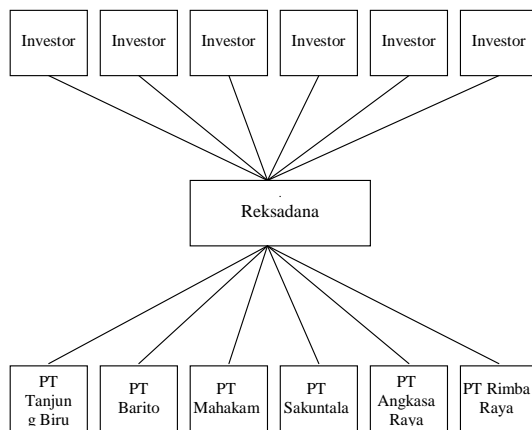 Investor
Investor
Investor
Investor
Investor
Investor
Reksadana
PT
Tanjun
g Biru
PT
Barito
PT
Mahakam
PT
Sakuntala
PT
Angkasa
Raya
PT Rimba
Raya